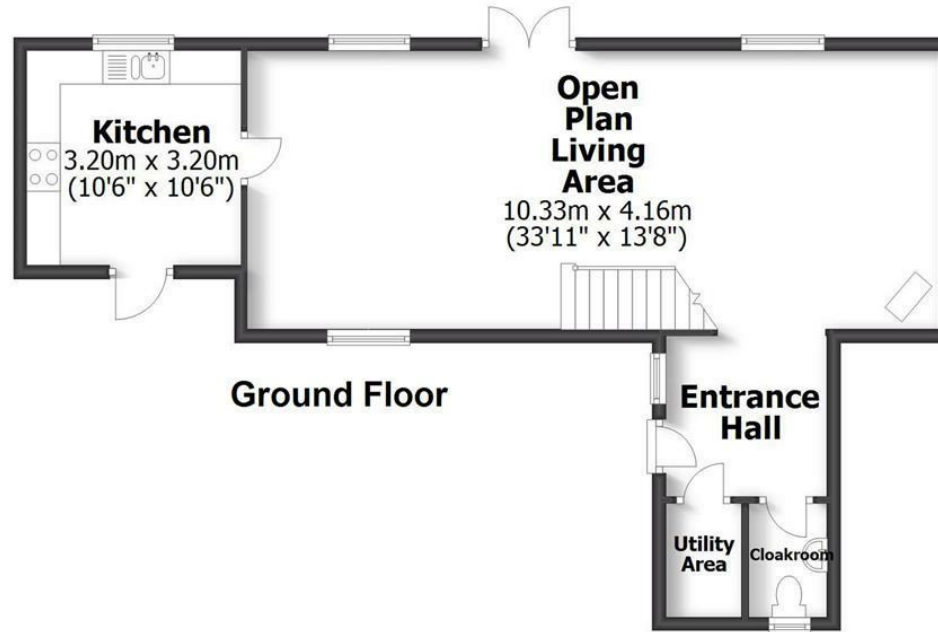 Kitchen
3.20m x 3.20m
(10'6" x 10'6")
Open
Plan
Living
Area
10.33m x 4.16m
(33'11" x 13'8")
Ground Floor
Entrance
Hall
Utility
Area
Cloakroom